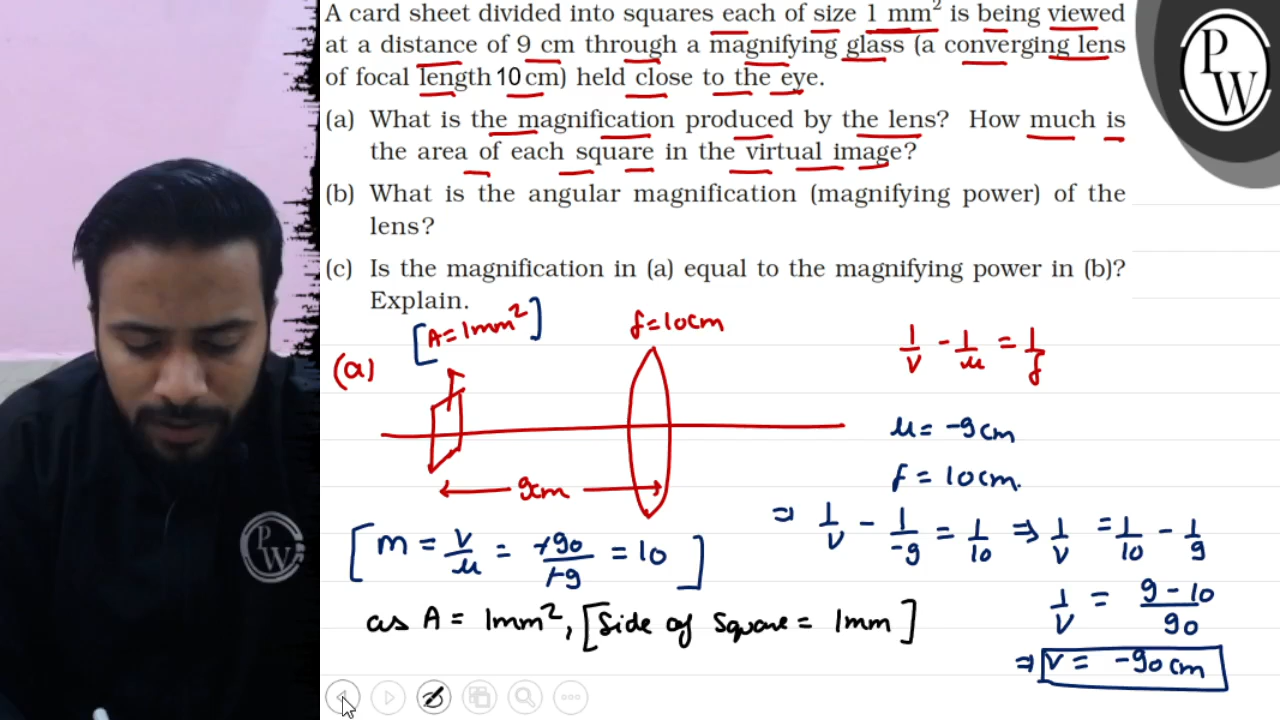 A card sheet divided into squares each of size 1 mm² is being viewed
at a distance of 9 cm through a magnifying glass (a converging lens
of focal length 10 cm) held close to the eye.
(a) What is the magnification produced by the lens? How much is
the area of each square in the virtual image?
(b) What is the angular magnification (magnifying power) of the
lens?
(c) Is the magnification in (a) equal to the magnifying power in (b)?
Explain.
PW
(a)
[A = 1mm²]
f = 10cm
9cm
1/v - 1/u = 1/f
u = -9cm
f = 10cm.
⇒ 1/v - 1/-9 = 1/10 ⇒ 1/v = 1/10 - 1/9
1/v = 9-10/90
⇒ v = -90 cm
[m = v/u = -90/-9 = 10]
as A = 1mm², [Side of Square = 1mm]
PW